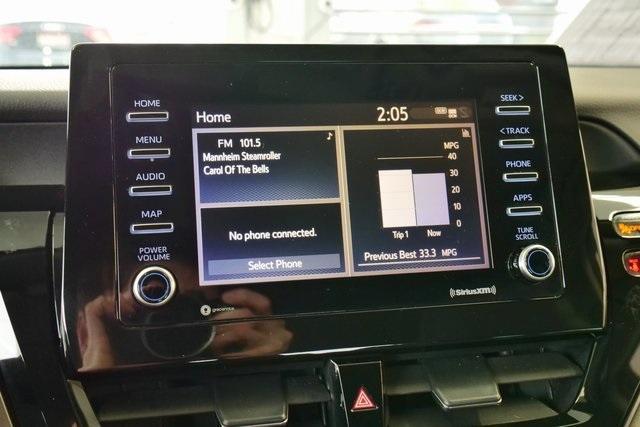 HOME
MENU
AUDIO
MAP
POWER
VOLUME
Home
2:05
FM 101.5
Mannheim Steamroller
Carol Of The Bells
No phone connected.
Select Phone
MPG
40
30
20
10
0
Trip 1 Now
Previous Best 33.3 MPG
SEEK >
< TRACK
PHONE
APPS
TUNE
SCROLL
gracenote
((SiriusXM))